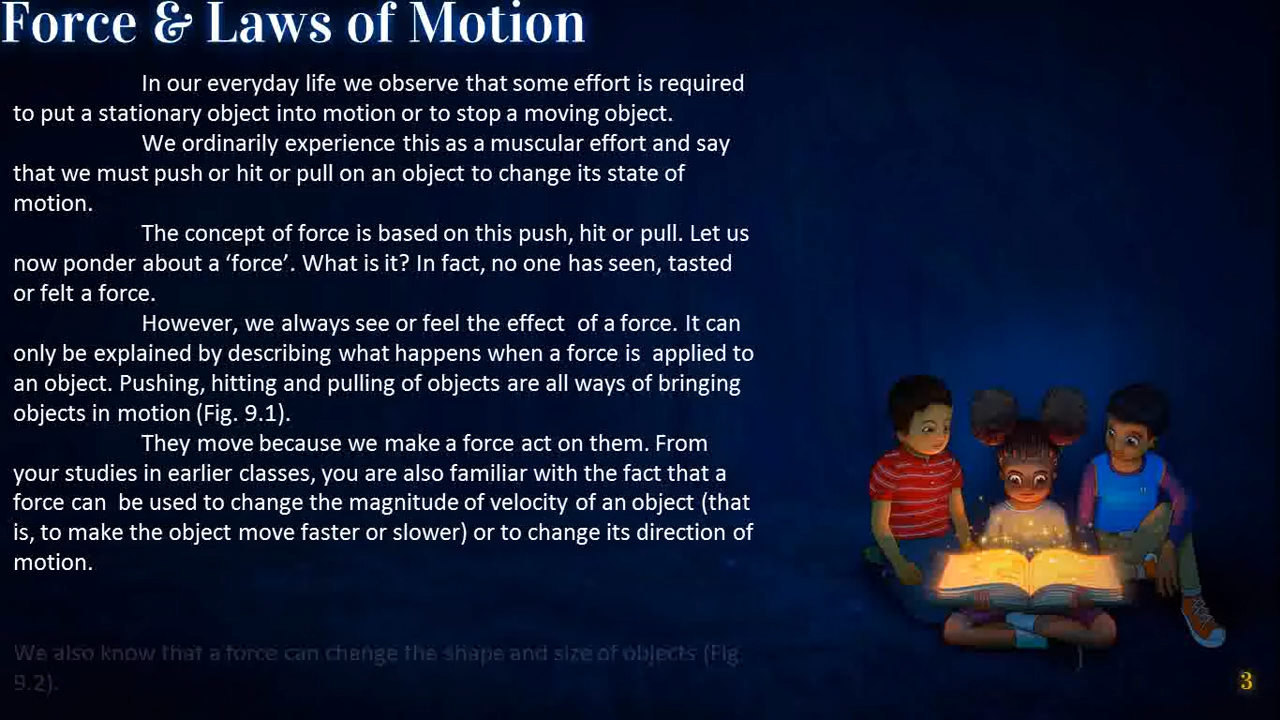 Force & Laws of Motion
In our everyday life we observe that some effort is required
to put a stationary object into motion or to stop a moving object.
We ordinarily experience this as a muscular effort and say
that we must push or hit or pull on an object to change its state of
motion.
The concept of force is based on this push, hit or pull. Let us
now ponder about a ‘force’. What is it? In fact, no one has seen, tasted
or felt a force.
However, we always see or feel the effect of a force. It can
only be explained by describing what happens when a force is applied to
an object. Pushing, hitting and pulling of objects are all ways of bringing
objects in motion (Fig. 9.1).
They move because we make a force act on them. From
your studies in earlier classes, you are also familiar with the fact that a
force can be used to change the magnitude of velocity of an object (that
is, to make the object move faster or slower) or to change its direction of
motion.
We also know that a force can change the shape and size of objects (Fig
9.2).
3